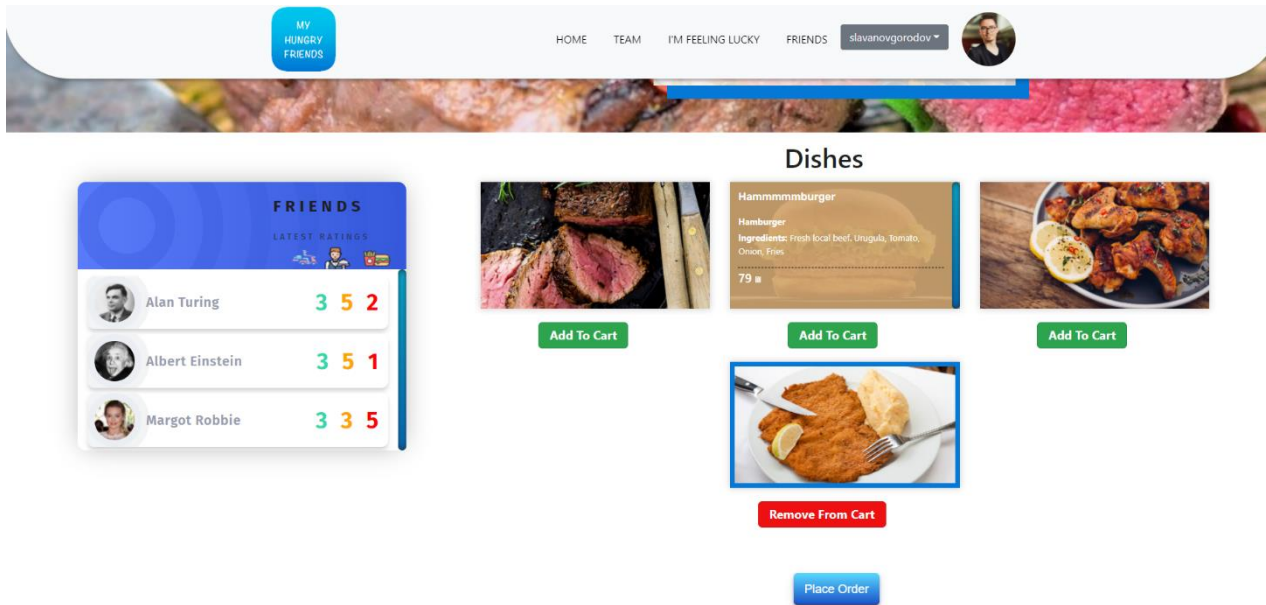 MY
HUNGRY
FRIENDS
HOME TEAM I'M FEELING LUCKY FRIENDS slavanovgorodov
Dishes
FRIENDS
LATEST RATINGS
Alan Turing 3 5 2
Albert Einstein 3 5 1
Margot Robbie 3 3 5
Hammmmmburger
Hamburger
Ingredients: Fresh local beef, Urugula, Tomato,
Onion, Fries
79
Add To Cart Add To Cart Add To Cart
Remove From Cart
Place Order